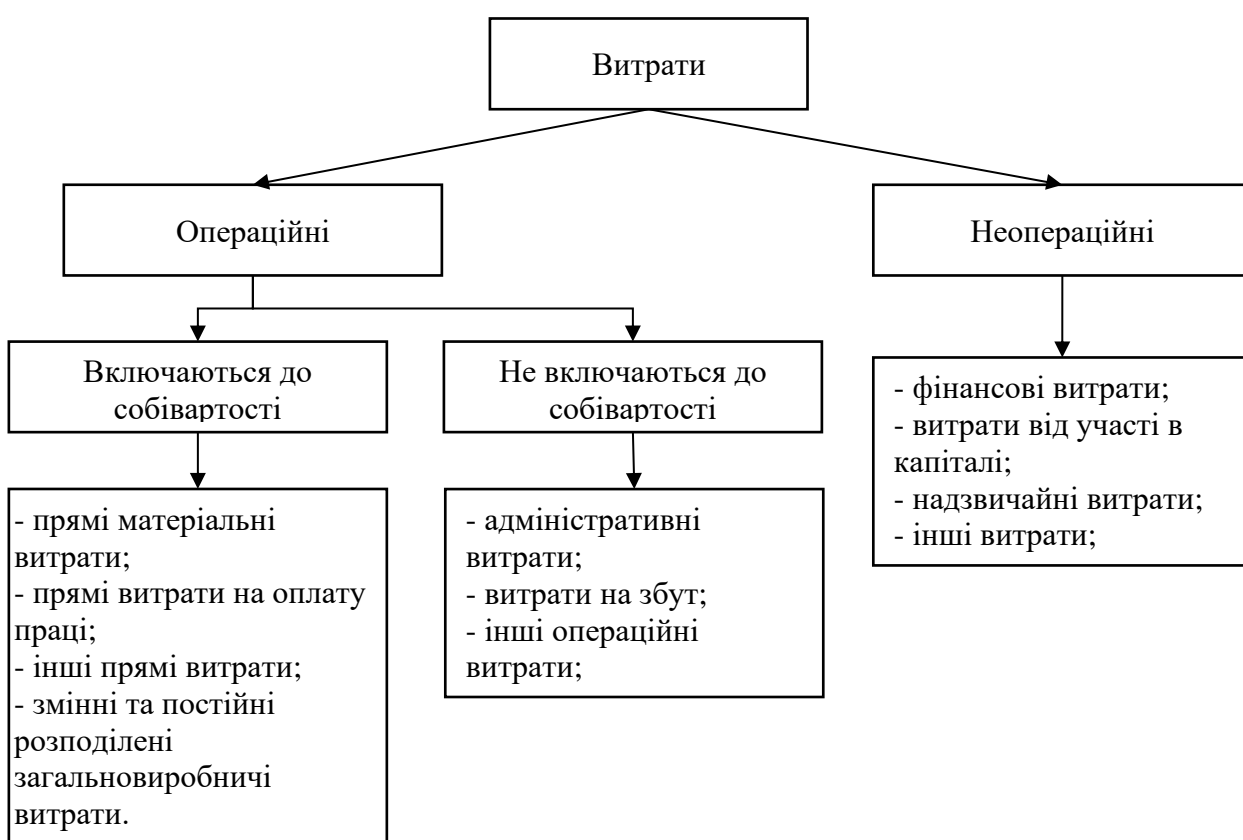 Витрати
Операційні
Неопераційні
Включаються до
собівартості
Не включаються до
собівартості
- фінансові витрати;
- витрати від участі в
капіталі;
- надзвичайні витрати;
- інші витрати;
- прямі матеріальні
витрати;
- прямі витрати на оплату
праці;
- інші прямі витрати;
- змінні та постійні
розподілені
загальновиробничі
витрати.
- адміністративні
витрати;
- витрати на збут;
- інші операційні
витрати;